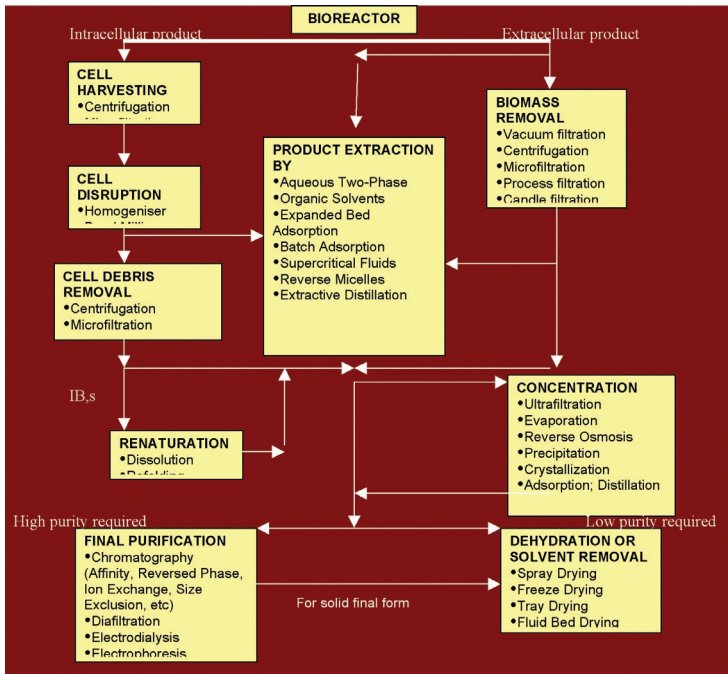 BIOREACTOR
Intracellular product
Extracellular product
CELL
HARVESTING
•Centrifugation
BIOMASS
REMOVAL
•Vacuum filtration
•Centrifugation
•Microfiltration
•Process filtration
•Candle filtration
PRODUCT EXTRACTION
BY
•Aqueous Two-Phase
•Organic Solvents
•Expanded Bed
Adsorption
•Batch Adsorption
•Supercritical Fluids
•Reverse Micelles
•Extractive Distillation
CELL
DISRUPTION
•Homogeniser
CELL DEBRIS
REMOVAL
•Centrifugation
•Microfiltration
IB,s
RENATURATION
•Dissolution
•Refolding
CONCENTRATION
•Ultrafiltration
•Evaporation
•Reverse Osmosis
•Precipitation
•Crystallization
•Adsorption; Distillation
High purity required
Low purity required
FINAL PURIFICATION
•Chromatography
(Affinity, Reversed Phase,
Ion Exchange, Size
Exclusion, etc)
•Diafiltration
•Electrodialysis
•Electrophoresis
For solid final form
DEHYDRATION OR
SOLVENT REMOVAL
•Spray Drying
•Freeze Drying
•Tray Drying
•Fluid Bed Drying